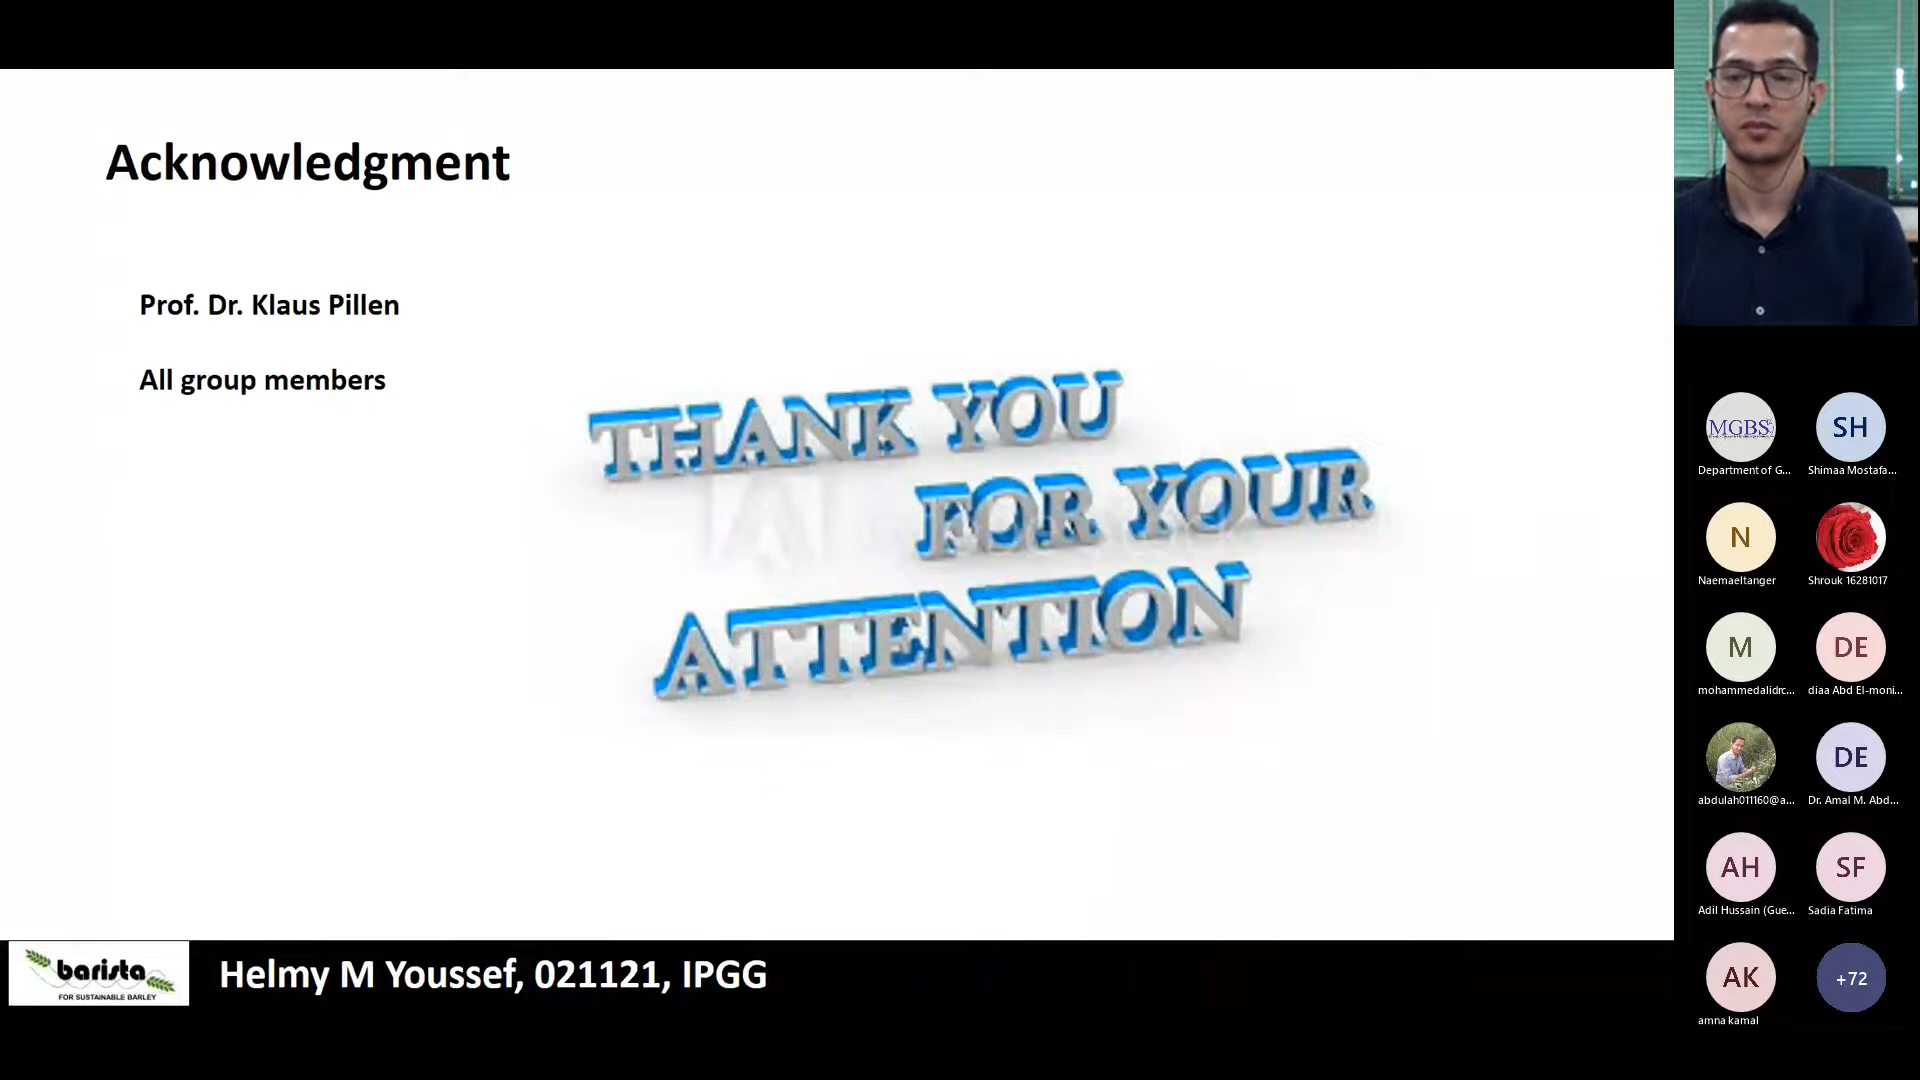 Acknowledgment
Prof. Dr. Klaus Pillen
All group members
THANK YOU
FOR YOUR
ATTENTION
barista
FOR SUSTAINABLE BARLEY
Helmy M Youssef, 021121, IPGG
MGBS
Department of G...
SH
Shimaa Mostafa...
N
Naemaeltanger
Shrouk 16281017
M
mohammedalidrc...
DE
diaa Abd El-moni...
abdulah011160@a...
DE
Dr. Amal M. Abd...
AH
Adil Hussain (Gue...
SF
Sadia Fatima
AK
amna kamal
+72